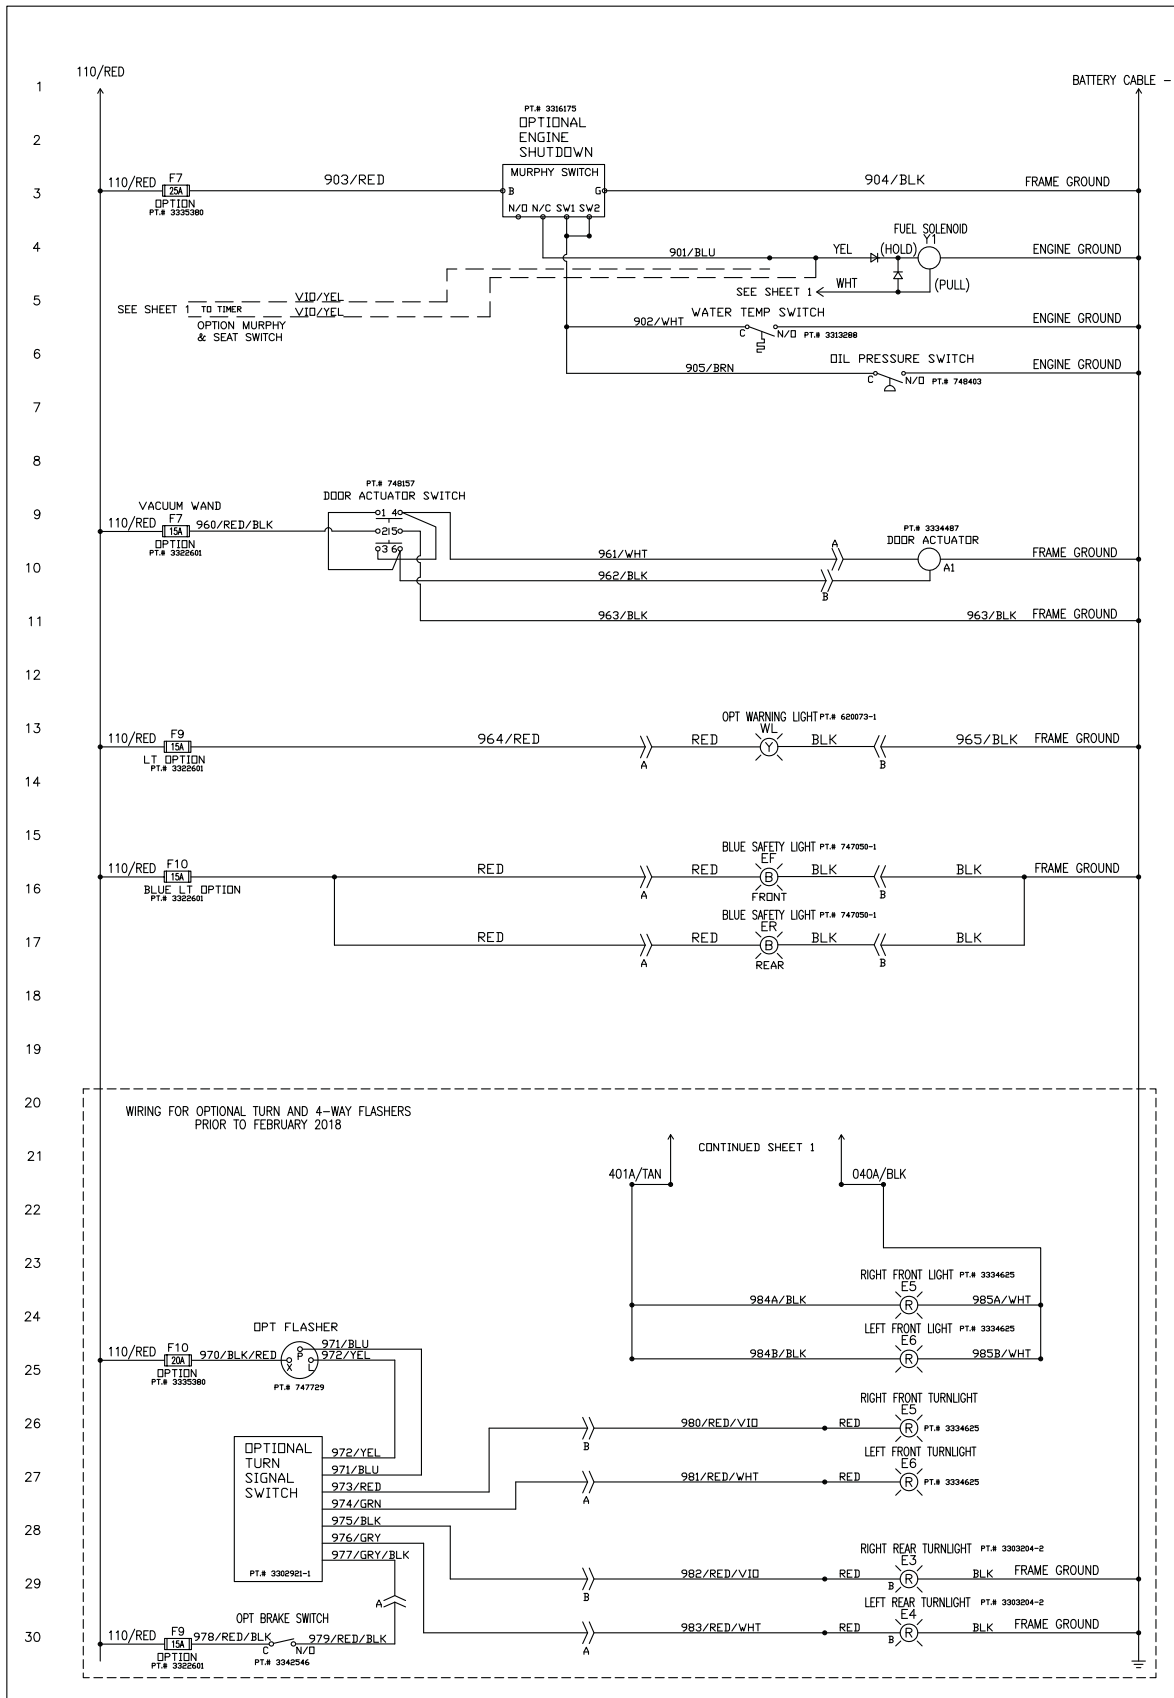 110/RED
BATTERY CABLE -
1
PT.# 3316175
OPTIONAL
ENGINE
SHUTDOWN
2
MURPHY SWITCH
3
110/RED
F7
25A
OPTION
PT.# 3335380
903/RED
B
G
N/O N/C SW1 SW2
904/BLK
FRAME GROUND
4
901/BLU
YEL
(HOLD)
FUEL SOLENOID
Y1
ENGINE GROUND
WHT
(PULL)
SEE SHEET 1
5
SEE SHEET 1
TO TIMER
VIO/YEL
VIO/YEL
OPTION MURPHY
& SEAT SWITCH
902/WHT
WATER TEMP SWITCH
C
N/O PT.# 3313288
ENGINE GROUND
6
905/BRN
OIL PRESSURE SWITCH
C
N/O PT.# 748403
ENGINE GROUND
7
8
PT.# 748157
DOOR ACTUATOR SWITCH
9
VACUUM WAND
110/RED
F7
15A
OPTION
PT.# 3322601
960/RED/BLK
1 4
2 5
3 6
PT.# 3334487
DOOR ACTUATOR
A1
10
961/WHT
A
FRAME GROUND
962/BLK
B
11
963/BLK
963/BLK
FRAME GROUND
12
13
110/RED
F9
15A
LT OPTION
PT.# 3322601
964/RED
A
RED
OPT WARNING LIGHT PT.# 620073-1
WL
Y
BLK
B
965/BLK
FRAME GROUND
14
15
16
110/RED
F10
15A
BLUE LT OPTION
PT.# 3322601
RED
A
RED
BLUE SAFETY LIGHT PT.# 747050-1
EF
B
FRONT
BLK
B
BLK
FRAME GROUND
17
RED
A
RED
BLUE SAFETY LIGHT PT.# 747050-1
ER
B
REAR
BLK
B
BLK
18
19
20
WIRING FOR OPTIONAL TURN AND 4-WAY FLASHERS
PRIOR TO FEBRUARY 2018
21
CONTINUED SHEET 1
401A/TAN
040A/BLK
22
23
RIGHT FRONT LIGHT PT.# 3334625
E5
984A/BLK
R
985A/WHT
24
LEFT FRONT LIGHT PT.# 3334625
E6
984B/BLK
R
985B/WHT
OPT FLASHER
25
110/RED
F10
20A
OPTION
PT.# 3335380
970/BLK/RED
P
X
L
971/BLU
972/YEL
PT.# 747729
26
RIGHT FRONT TURNLIGHT
E5
B
980/RED/VIO
RED
R
PT.# 3334625
27
LEFT FRONT TURNLIGHT
E6
A
981/RED/WHT
RED
R
PT.# 3334625
OPTIONAL
TURN
SIGNAL
SWITCH
972/YEL
971/BLU
973/RED
974/GRN
28
975/BLK
976/GRY
977/GRY/BLK
PT.# 3302921-1
29
B
982/RED/VIO
RED
RIGHT REAR TURNLIGHT PT.# 3303204-2
E3
B
R
BLK
FRAME GROUND
A
OPT BRAKE SWITCH
30
110/RED
F9
15A
OPTION
PT.# 3322601
978/RED/BLK
C
N/O
979/RED/BLK
PT.# 3342546
A
983/RED/WHT
RED
LEFT REAR TURNLIGHT PT.# 3303204-2
E4
B
R
BLK
FRAME GROUND